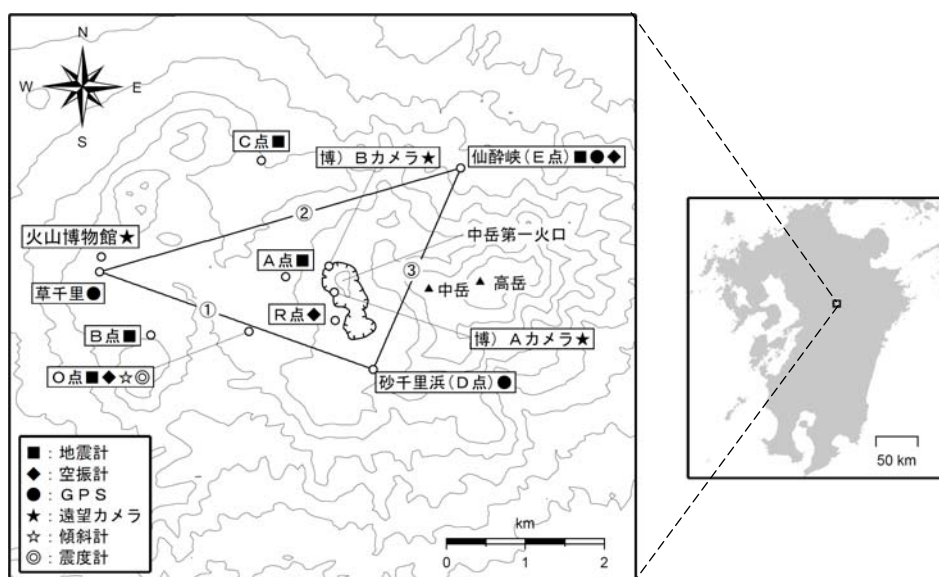 N
W E
S
C点■
博）Bカメラ★
仙酔峡（E点）■●◆
②
火山博物館★
中岳第一火口
A点■
③
草千里●
▲中岳
▲高岳
①
R点◆
B点■
博）Aカメラ★
O点■◆☆◎
砂千里浜（D点）●
■：地震計
◆：空振計
●：GPS
★：遠望カメラ
☆：傾斜計
◎：震度計
km
0 1 2
50 km